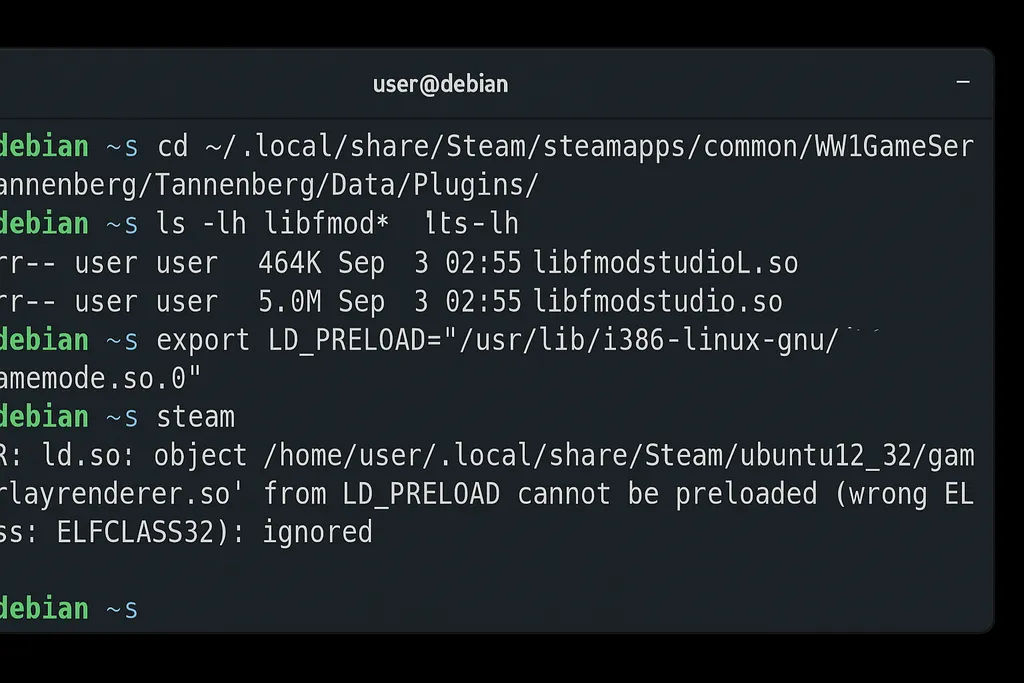 user@debian
debian ~s cd ~/.local/share/Steam/steamapps/common/WW1GameSer
annenberg/Tannenberg/Data/Plugins/
debian ~s ls -lh libfmod* lts-lh
rr-- user user 464K Sep 3 02:55 libfmodstudioL.so
rr-- user user 5.0M Sep 3 02:55 libfmodstudio.so
debian ~s export LD_PRELOAD="/usr/lib/i386-linux-gnu/
amemode.so.0"
debian ~s steam
R: ld.so: object /home/user/.local/share/Steam/ubuntu12_32/gam
rlayrenderer.so' from LD_PRELOAD cannot be preloaded (wrong EL
ss: ELFCLASS32): ignored
debian ~s